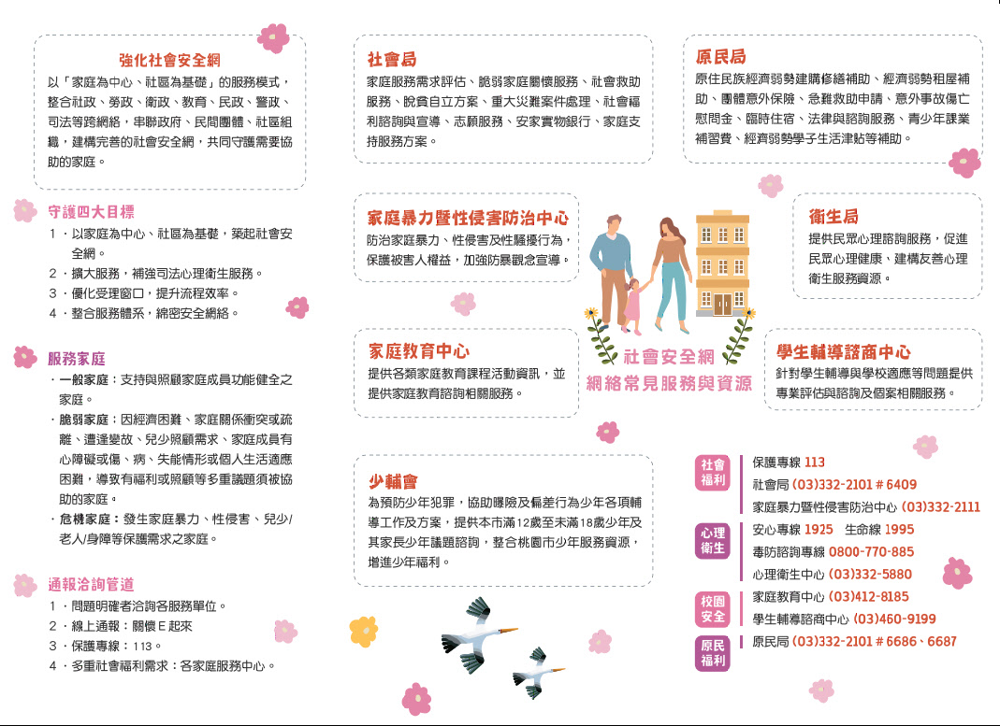 強化社會安全網
以「家庭為中心、社區為基礎」的服務模式，
整合社政、勞政、衛政、教育、民政、警政、
司法等跨網絡，串聯政府、民間團體、社區組
織，建構完善的社會安全網，共同守護需要協
助的家庭。
守護四大目標
1．以家庭為中心、社區為基礎，築起社會安
全網。
2．擴大服務，補強司法心理衛生服務。
3．優化受理窗口，提升流程效率。
4．整合服務體系，綿密安全網絡。
服務家庭
．一般家庭：支持與照顧家庭成員功能健全之
家庭。
．脆弱家庭：因經濟困難、家庭關係衝突或疏
離、遭逢變故、兒少照顧需求、家庭成員有
心障礙或傷、病、失能情形或個人生活適應
困難，導致有福利或照顧等多重議題須被協
助的家庭。
．危機家庭：發生家庭暴力、性侵害、兒少/
老人/身障等保護需求之家庭。
通報洽詢管道
1．問題明確者洽詢各服務單位。
2．線上通報：關懷E起來
3．保護專線：113。
4．多重社會福利需求：各家庭服務中心。
社會局
家庭服務需求評估、脆弱家庭關懷服務、社會救助
服務、脫貧自立方案、重大災難案件處理、社會福
利諮詢與宣導、志願服務、安家實物銀行、家庭支
持服務方案。
家庭暴力暨性侵害防治中心
防治家庭暴力、性侵害及性騷擾行為，
保護被害人權益，加強防暴觀念宣導。
家庭教育中心
提供各類家庭教育課程活動資訊，並
提供家庭教育諮詢相關服務。
少輔會
為預防少年犯罪，協助曝險及偏差行為少年各項輔
導工作及方案，提供本市滿12歲至未滿18歲少年及
其家長少年議題諮詢，整合桃園市少年服務資源，
增進少年福利。
原民局
原住民族經濟弱勢建購修繕補助、經濟弱勢租屋補
助、團體意外保險、急難救助申請、意外事故傷亡
慰問金、臨時住宿、法律與諮詢服務、青少年課業
補習費、經濟弱勢學子生活津貼等補助。
衛生局
提供民眾心理諮詢服務，促進
民眾心理健康、建構友善心理
衛生服務資源。
社會安全網
網絡常見服務與資源
學生輔導諮商中心
針對學生輔導與學校適應等問題提供
專業評估與諮詢及個案相關服務。
社會
福利
保護專線 113
社會局 (03)332-2101 # 6409
家庭暴力暨性侵害防治中心 (03)332-2111
心理
衛生
安心專線 1925 生命線 1995
毒防諮詢專線 0800-770-885
心理衛生中心 (03)332-5880
校園
安全
家庭教育中心 (03)412-8185
學生輔導諮商中心 (03)460-9199
原民
福利
原民局 (03)332-2101 # 6686、6687